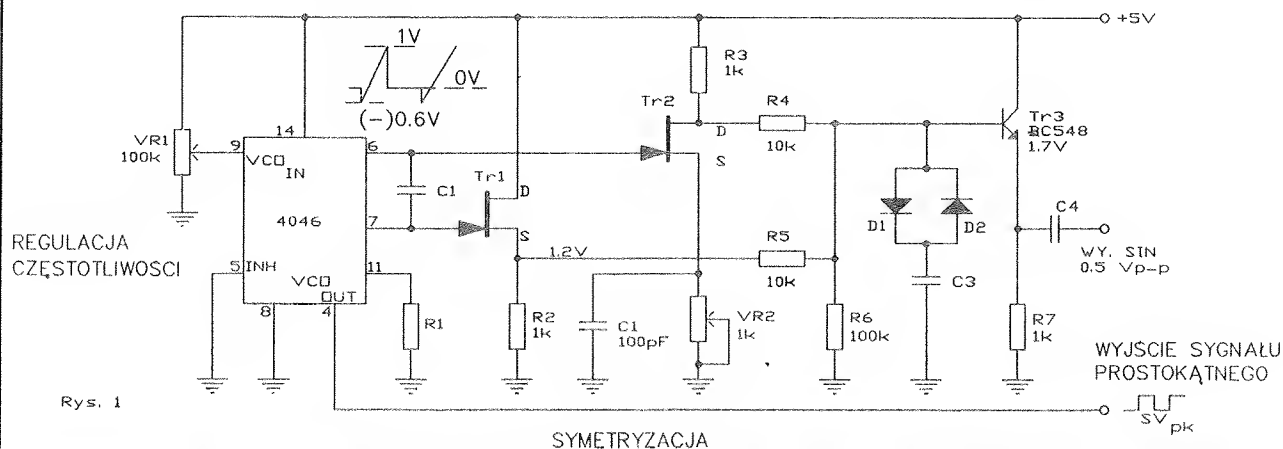 +5V
1V
0V
(-)0.6V
R3
1k
Tr2
D
S
R4
10k
Tr3
BC548
1.7V
VR1
100k
14
9
6
VCO
IN
4046
7
C1
Tr1
D
S
C4
D1
D2
WY. SIN
0.5 Vp-p
REGULACJA
CZĘSTOTLIWOSCI
5
INH
11
VCO
OUT
8
4
1.2V
R5
10k
C3
R1
R2
1k
C1
100pF
VR2
1k
R6
100k
R7
1k
WYJŚCIE SYGNAŁU
PROSTOKĄTNEGO
5V pk
Rys. 1
SYMETRYZACJA